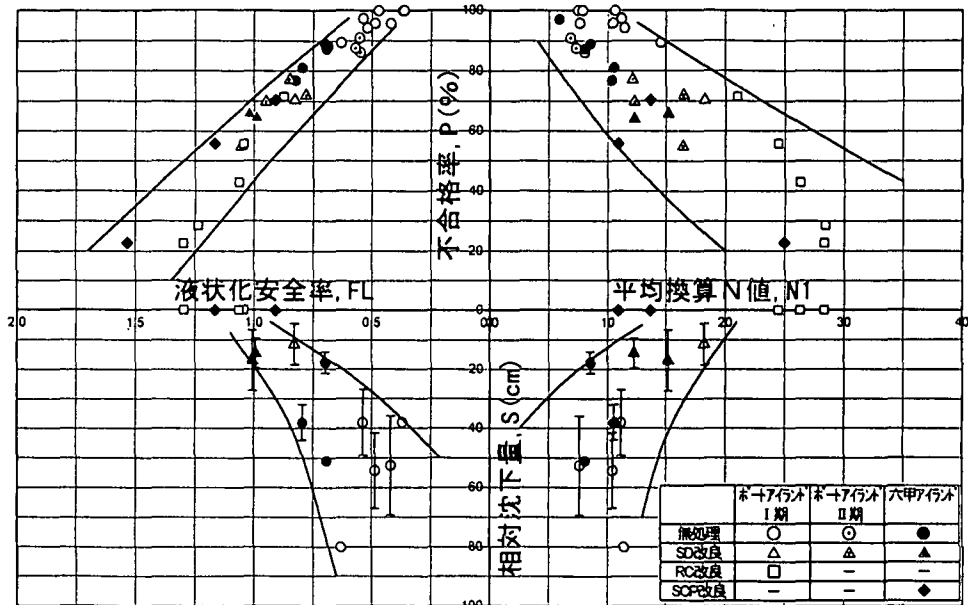 100
80
60
40
20
不合格率, P(%)
液状化安全率, FL
平均換算N値, N1
2.0 1.5 1.0 0.5 0.0 10 20 30 40
0
20
40
60
80
100
相対沈下量, S(cm)
ポートアイランドⅠ期 ポートアイランドⅡ期 六甲アイランド
無処理 ○ ⊙ ●
SD改良 △ ▲
RC改良 □ − −
SCP改良 − − ◆